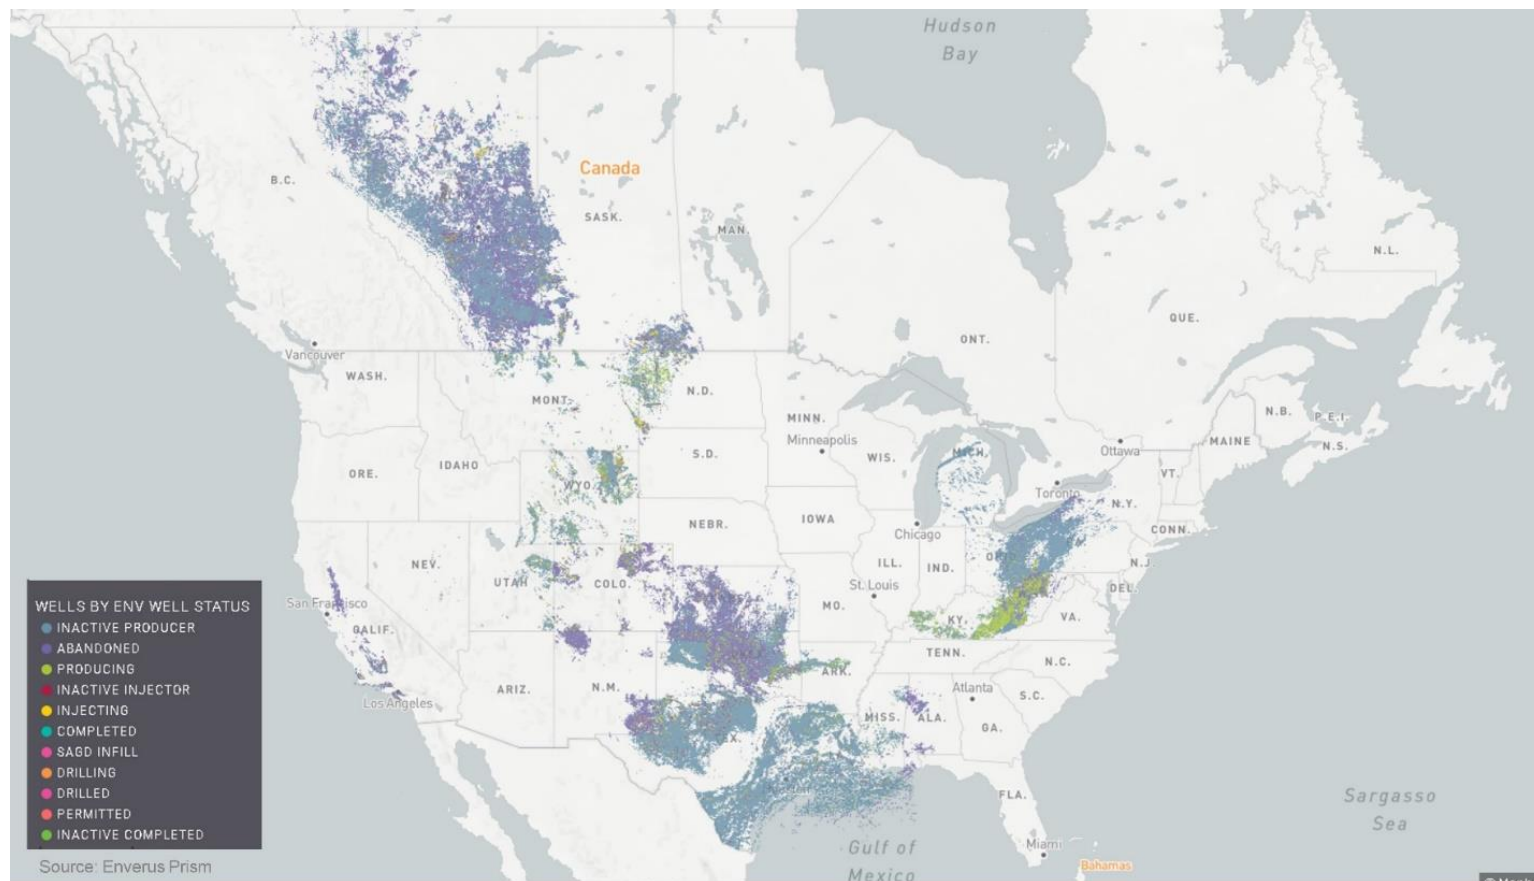 Hudson
Bay
Canada
B.C.
SASK.
MAN.
N.L.
QUE.
ONT.
Vancouver
WASH.
MONT.
N.D.
MINN.
Minneapolis
N.B.
P.E.I.
MAINE
N.S.
Ottawa
ORE.
IDAHO
S.D.
WIS.
MICH.
VT.
WYO.
Toronto
N.Y.
NEBR.
IOWA
Chicago
CONN.
NEV.
UTAH
COLO.
ILL.
IND.
N.J.
DEL.
St. Louis
San Francisco
CALIF.
MO.
KY.
VA.
TENN.
N.C.
ARIZ.
N.M.
ARK.
Los Angeles
Atlanta
S.C.
MISS.
ALA.
GA.
FLA.
Sargasso
Sea
Miami
Gulf of
Mexico
Bahamas
WELLS BY ENV WELL STATUS
INACTIVE PRODUCER
ABANDONED
PRODUCING
INACTIVE INJECTOR
INJECTING
COMPLETED
SAGD INFILL
DRILLING
DRILLED
PERMITTED
INACTIVE COMPLETED
Source: Enverus Prism